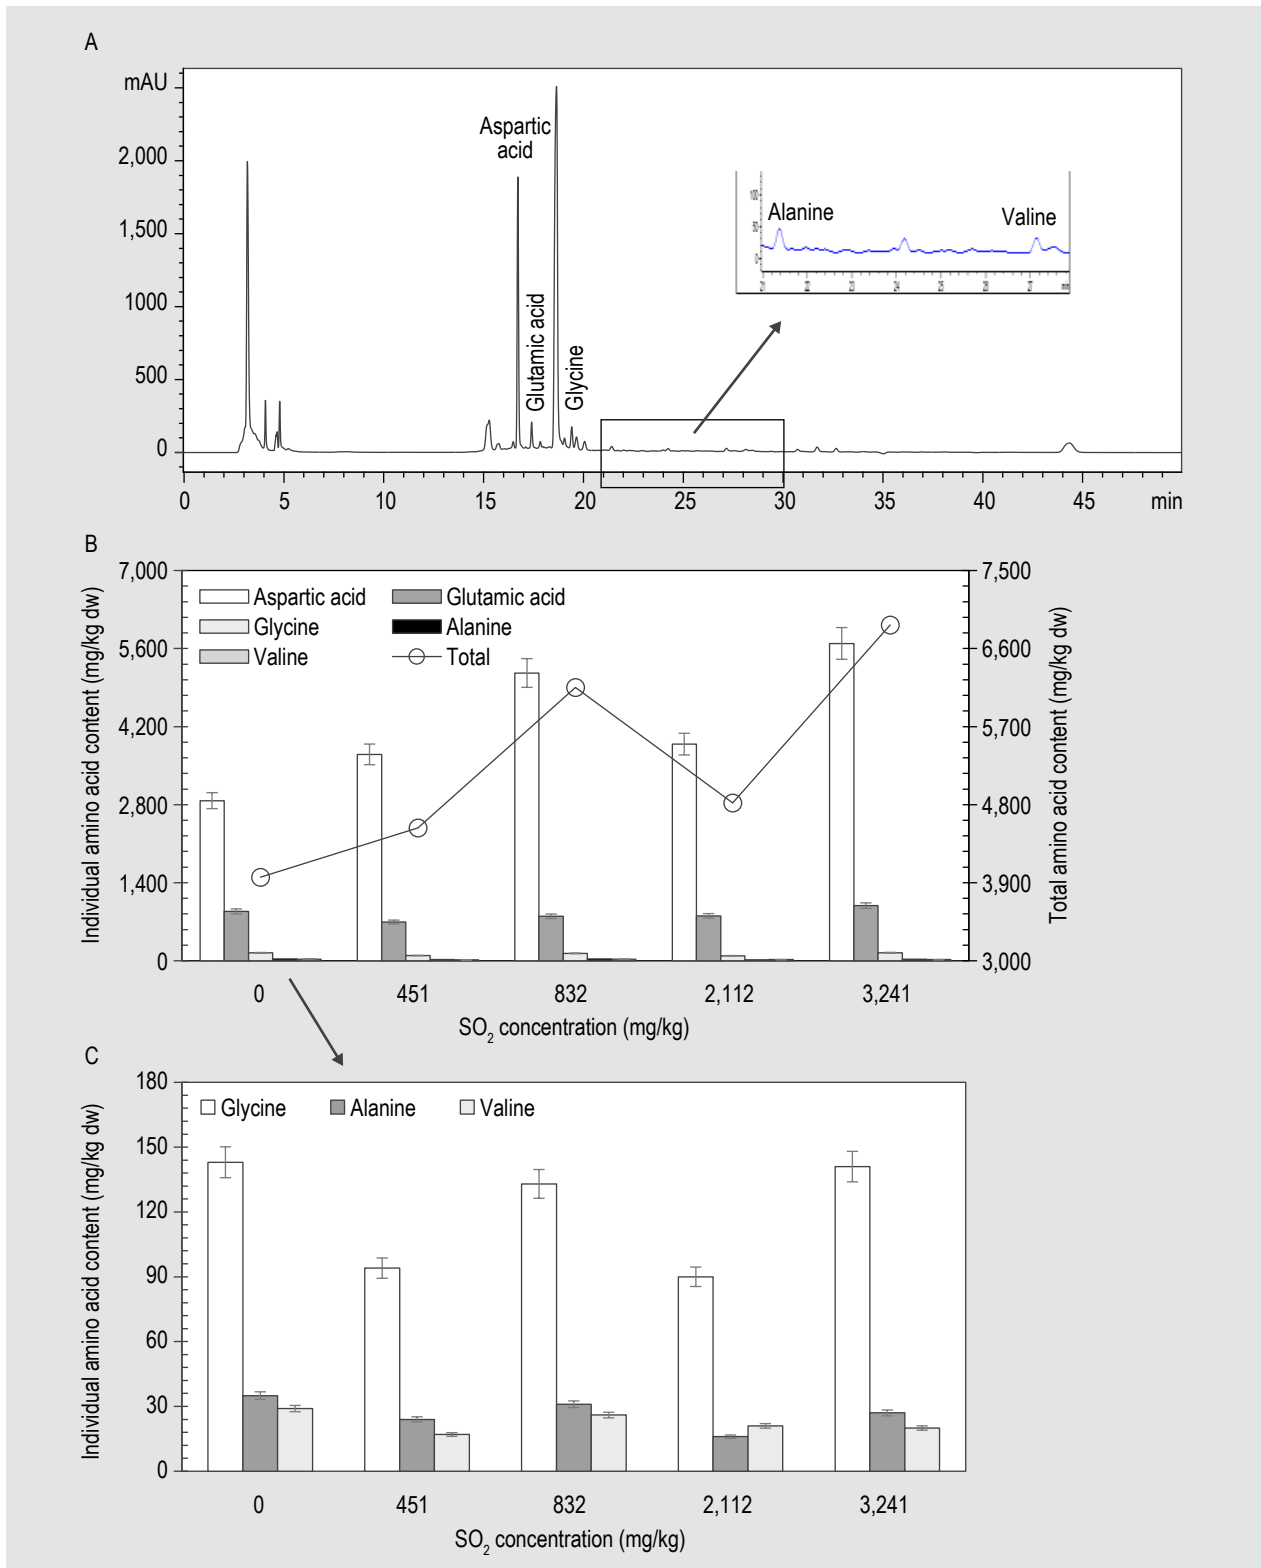 A
mAU
2,000
1,500
1000
500
0
Aspartic
acid
Glutamic acid
Glycine
Alanine
Valine
0 5 10 15 20 25 30 35 40 45 min
B
Individual amino acid content (mg/kg dw)
7,000
5,600
4,200
2,800
1,400
0
Aspartic acid Glutamic acid
Glycine Alanine
Valine Total
7,500
6,600
5,700
4,800
3,900
3,000
Total amino acid content (mg/kg dw)
0 451 832 2,112 3,241
SO2 concentration (mg/kg)
C
Individual amino acid content (mg/kg dw)
180
150
120
90
60
30
0
Glycine Alanine Valine
0 451 832 2,112 3,241
SO2 concentration (mg/kg)